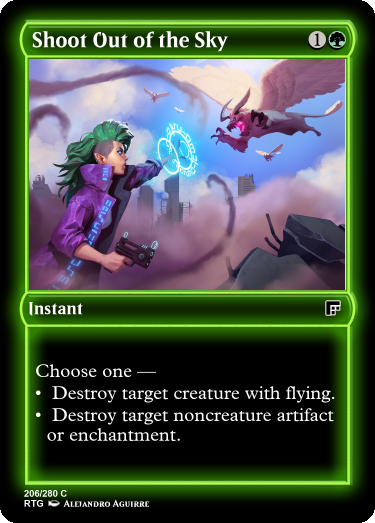 Shoot Out of the Sky 1
Instant
Choose one —
• Destroy target creature with flying.
• Destroy target noncreature artifact
or enchantment.
206/280 C
RTG Alejandro Aguirre